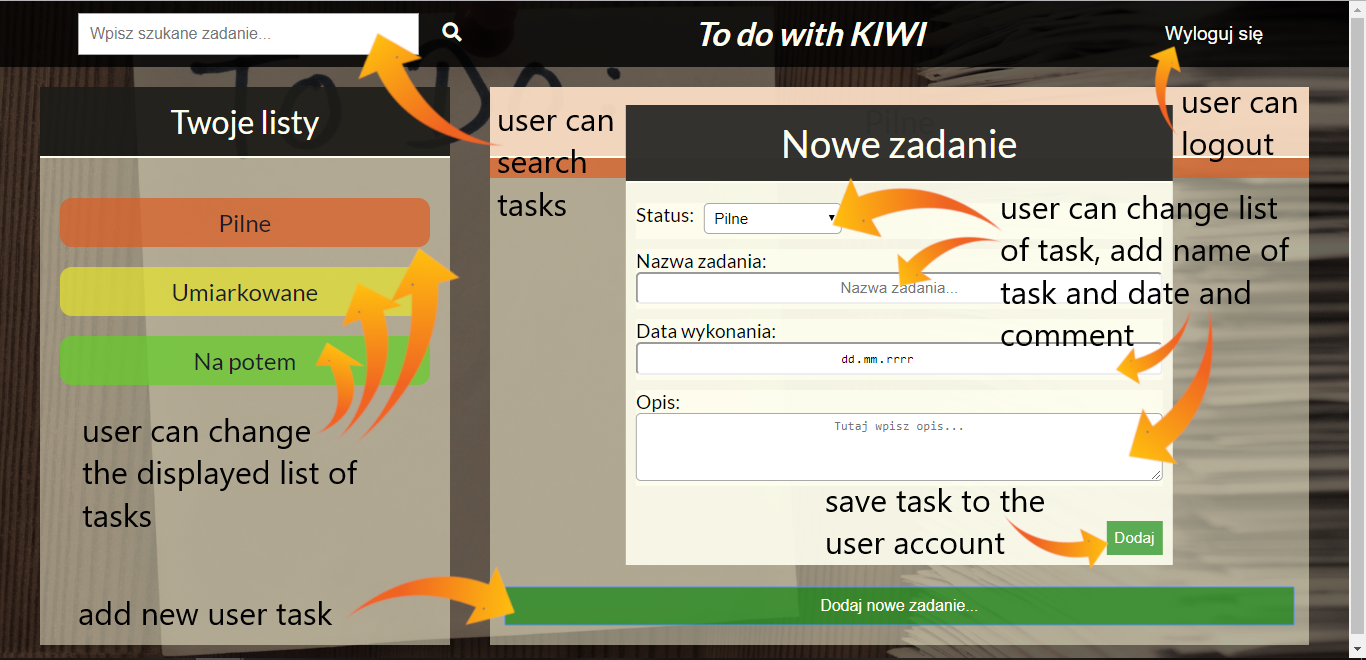 Wpisz szukane zadanie...
To do with KIWI
Wyloguj się
To Do:
Twoje listy
Pilne
Umiarkowane
Na potem
user can change
the displayed list of
tasks
add new user task
user can
search
tasks
Pilne
user can
logout
Nowe zadanie
Status:
Pilne
Nazwa zadania:
Nazwa zadania...
Data wykonania:
dd.mm.rrrr
Opis:
Tutaj wpisz opis...
user can change list
of task, add name of
task and date and
comment
save task to the
user account
Dodaj
Dodaj nowe zadanie...